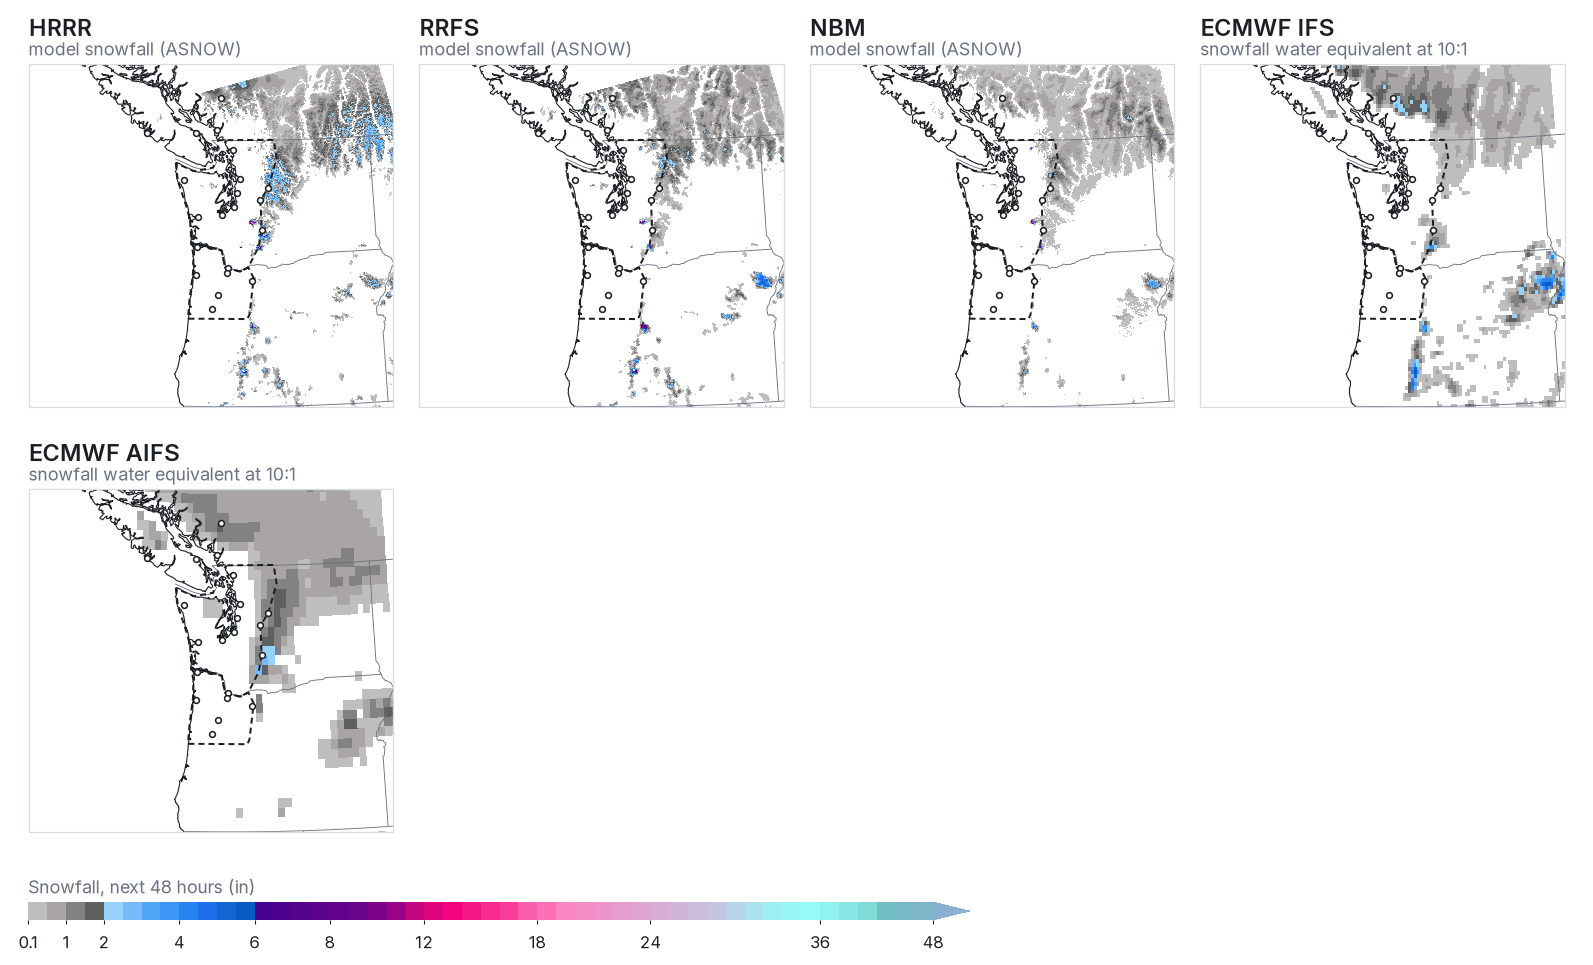 HRRR
model snowfall (ASNOW)
RRFS
model snowfall (ASNOW)
NBM
model snowfall (ASNOW)
ECMWF IFS
snowfall water equivalent at 10:1
ECMWF AIFS
snowfall water equivalent at 10:1
Snowfall, next 48 hours (in)
0.1 1 2 4 6 8 12 18 24 36 48